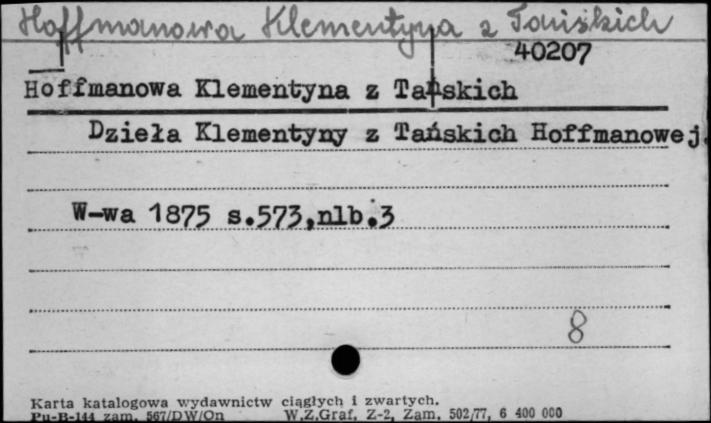 Hoffmanowa Klementyna z Tańskich
40207
Hoffmanowa Klementyna z Tańskich
Dzieła Klementyny z Tańskich Hoffmanowej.
W-wa 1875 s.573,nlb.3
8
Karta katalogowa wydawnictw ciągłych i zwartych.
Pu-B-144 zam. 567/DW/On W.Z.Graf. Z-2, Zam. 502/77, 6 400 000